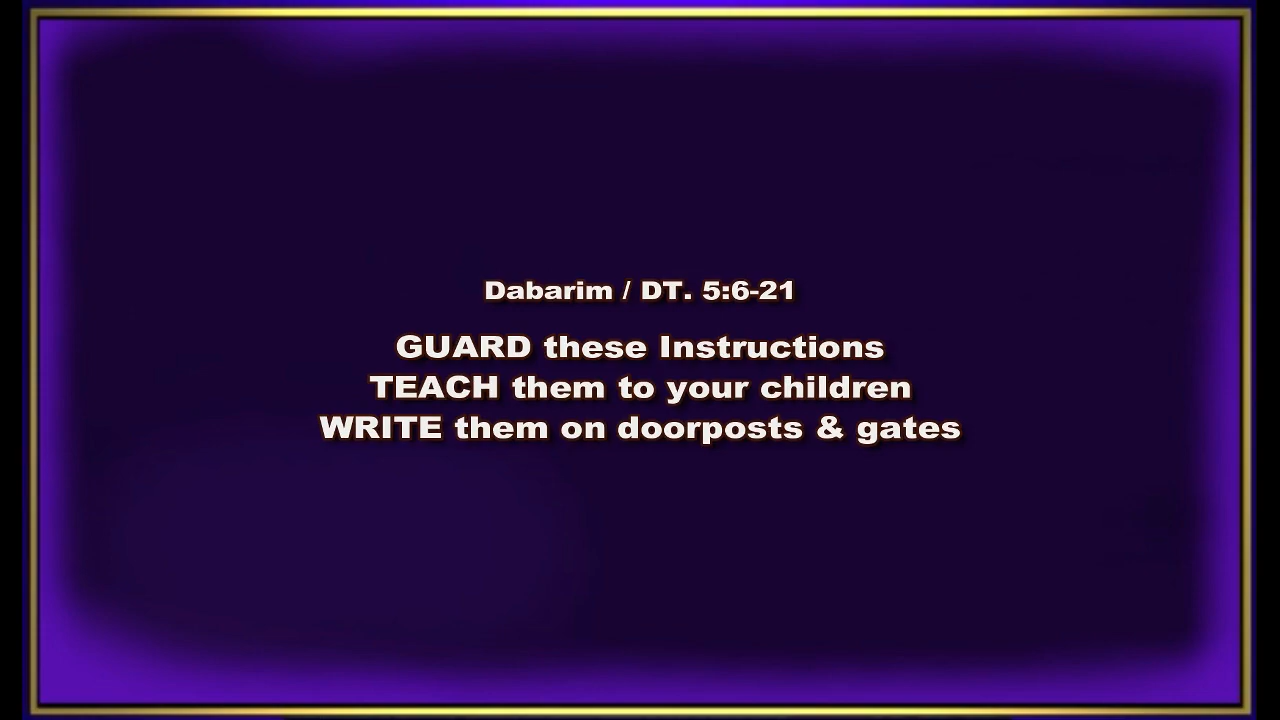 Dabarim / DT. 5:6-21
GUARD these Instructions
TEACH them to your children
WRITE them on doorposts & gates